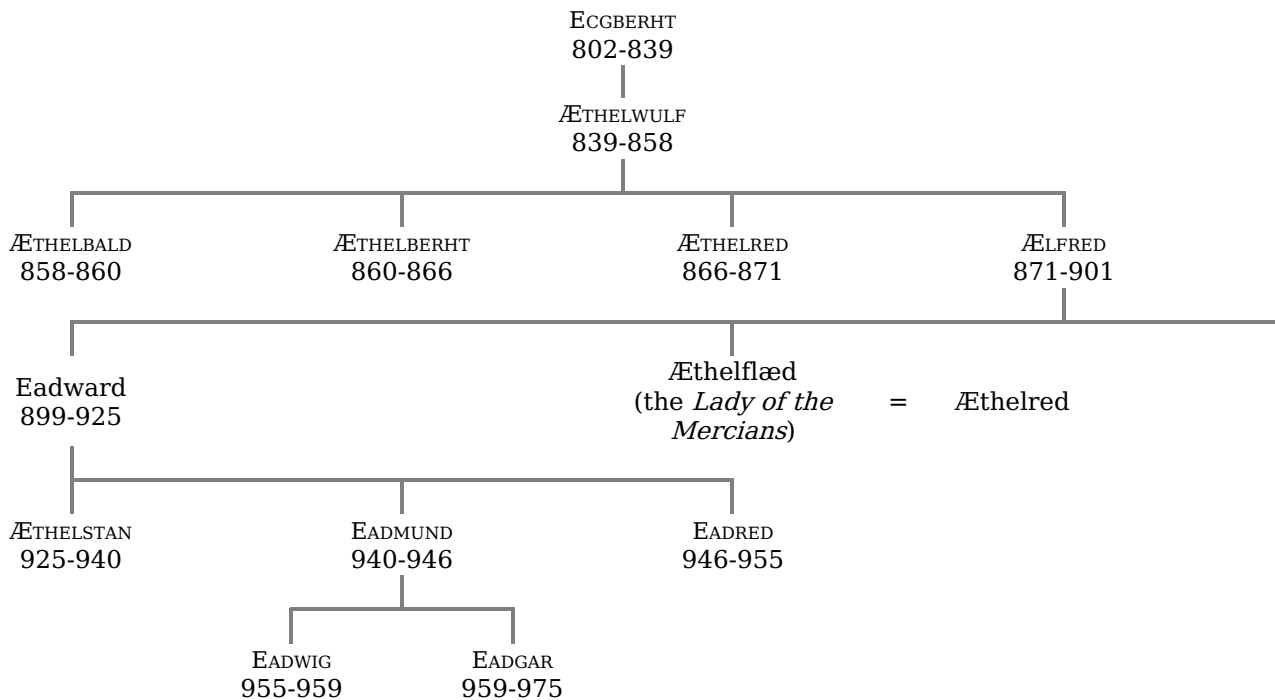 ECGBERHT
802-839
ÆTHELWULF
839-858
ÆTHELBALD
858-860
ÆTHELBERHT
860-866
ÆTHELRED
866-871
ÆLFRED
871-901
Eadward
899-925
Æthelflæd
(the Lady of the
Mercians)
=
Æthelred
ÆTHELSTAN
925-940
EADMUND
940-946
EADRED
946-955
EADWIG
955-959
EADGAR
959-975